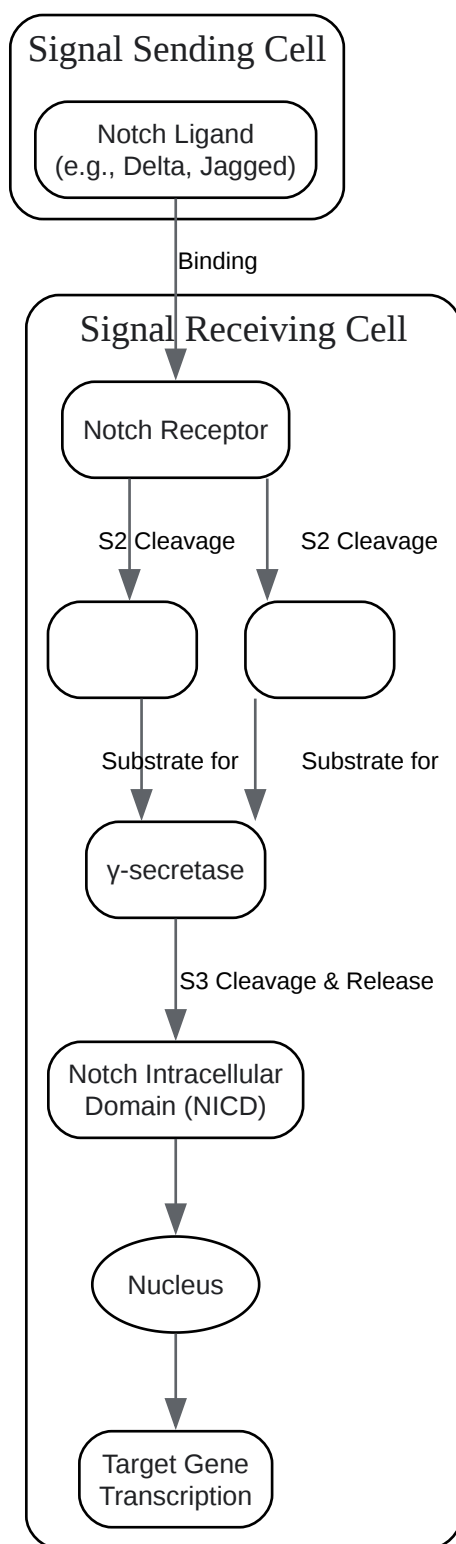 Signal Sending Cell
Notch Ligand
(e.g., Delta, Jagged)
Binding
Signal Receiving Cell
Notch Receptor
S2 Cleavage
S2 Cleavage
Substrate for
Substrate for
γ-secretase
S3 Cleavage & Release
Notch Intracellular
Domain (NICD)
Nucleus
Target Gene
Transcription